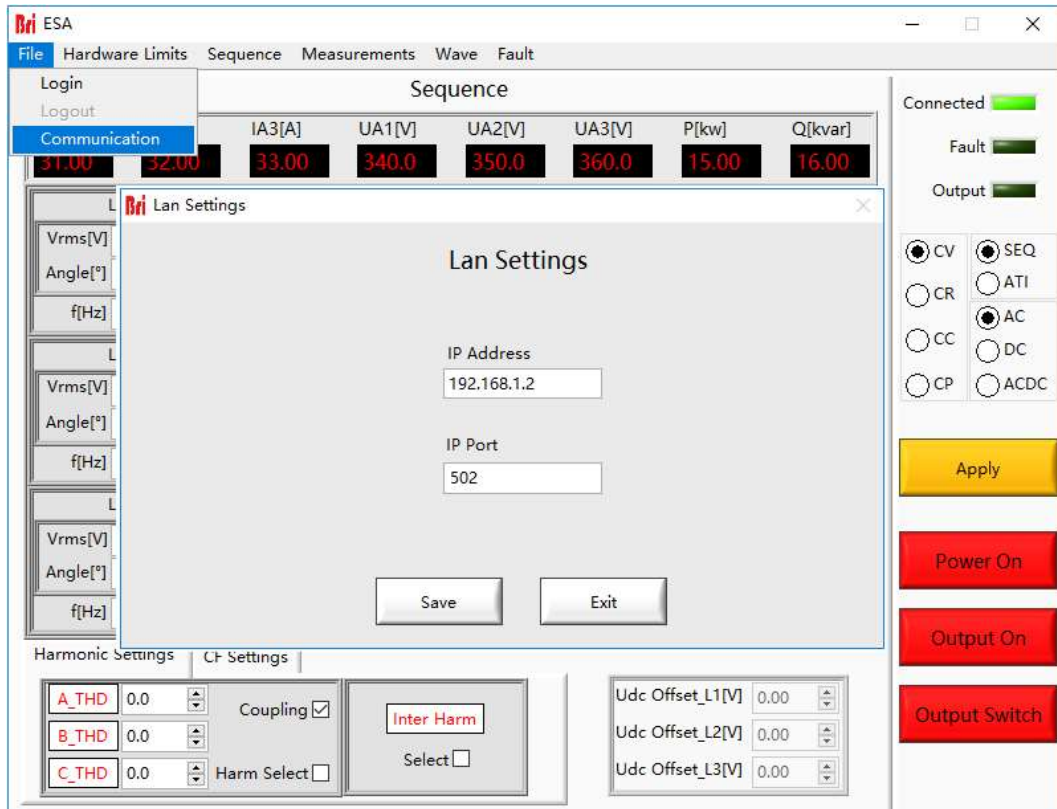 Bri ESA
File Hardware Limits Sequence Measurements Wave Fault
Login
Logout
Communication
Sequence
IA3[A] UA1[V] UA2[V] UA3[V] P[kw] Q[kvar]
31.00 32.00 33.00 340.0 350.0 360.0 15.00 16.00
Connected
Fault
Output
L
Vrms[V]
Angle[°]
f[Hz]
L
Vrms[V]
Angle[°]
f[Hz]
L
Vrms[V]
Angle[°]
f[Hz]
Bri Lan Settings
Lan Settings
IP Address
192.168.1.2
IP Port
502
Save Exit
CV SEQ
CR ATI
CC AC
CP DC
ACDC
Apply
Power On
Output On
Output Switch
Harmonic Settings CF Settings
A_THD 0.0
B_THD 0.0
C_THD 0.0
Coupling
Harm Select
Inter Harm
Select
Udc Offset_L1[V] 0.00
Udc Offset_L2[V] 0.00
Udc Offset_L3[V] 0.00